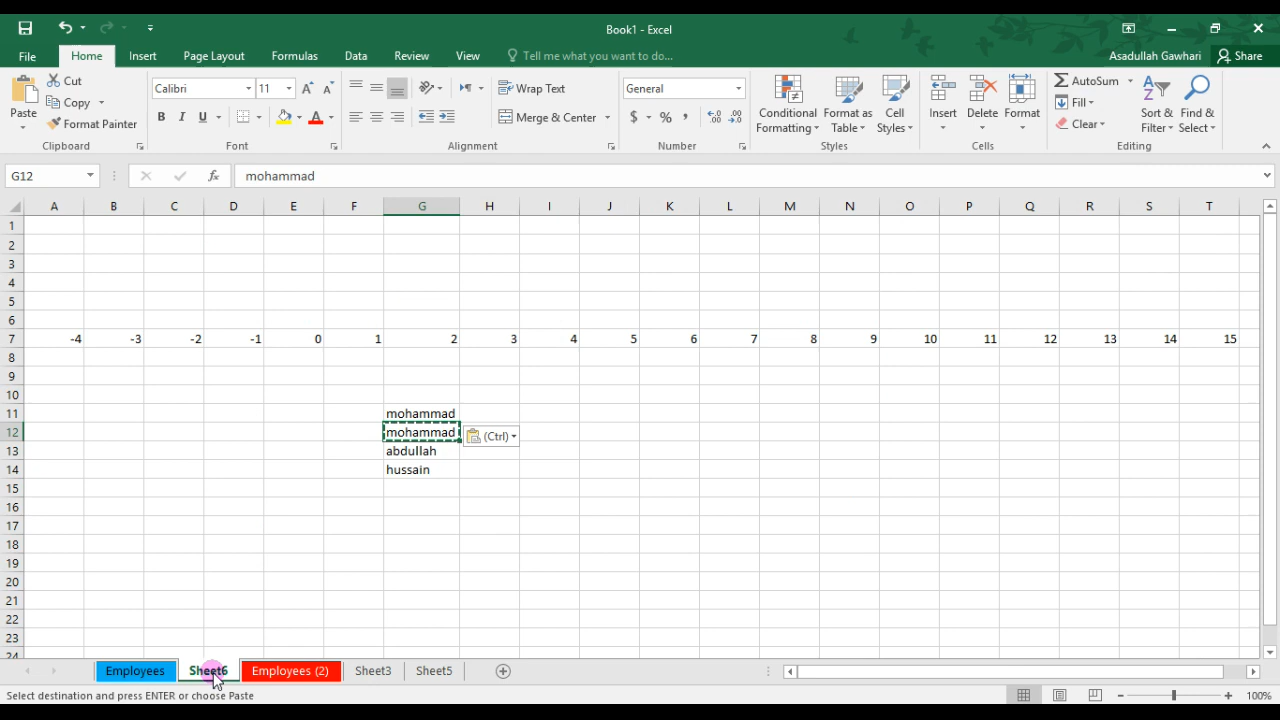 Book1 - Excel
File Home Insert Page Layout Formulas Data Review View Tell me what you want to do... Asadullah Gawhari Share
Paste Cut Copy Format Painter Clipboard
Calibri 11 B I U A Font
Wrap Text Merge & Center Alignment
General $ % , Number
Conditional Formatting Format as Table Cell Styles Styles
Insert Delete Format Cells
AutoSum Fill Clear Sort & Filter Find & Select Editing
G12 fx mohammad
A B C D E F G H I J K L M N O P Q R S T
1
2
3
4
5
6
7 -4 -3 -2 -1 0 1 2 3 4 5 6 7 8 9 10 11 12 13 14 15
8
9
10
11 mohammad
12 mohammad (Ctrl)
13 abdullah
14 hussain
15
16
17
18
19
20
21
22
23
24
Employees Sheet6 Employees (2) Sheet3 Sheet5
Select destination and press ENTER or choose Paste 100%